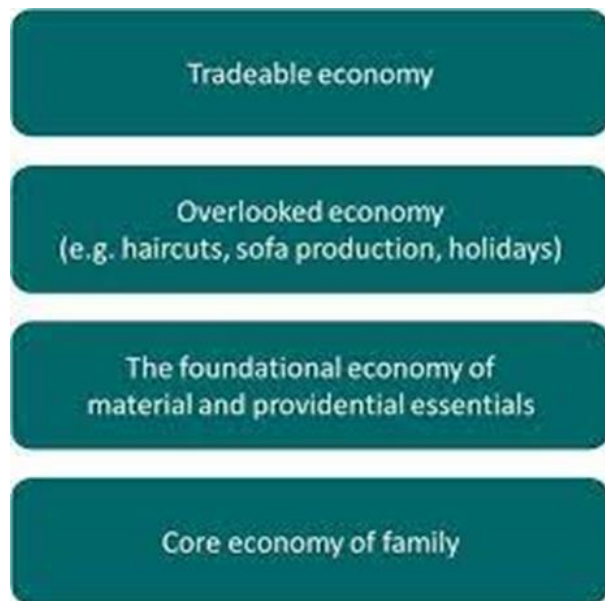 Tradeable economy
Overlooked economy
(e.g. haircuts, sofa production, holidays)
The foundational economy of
material and providential essentials
Core economy of family